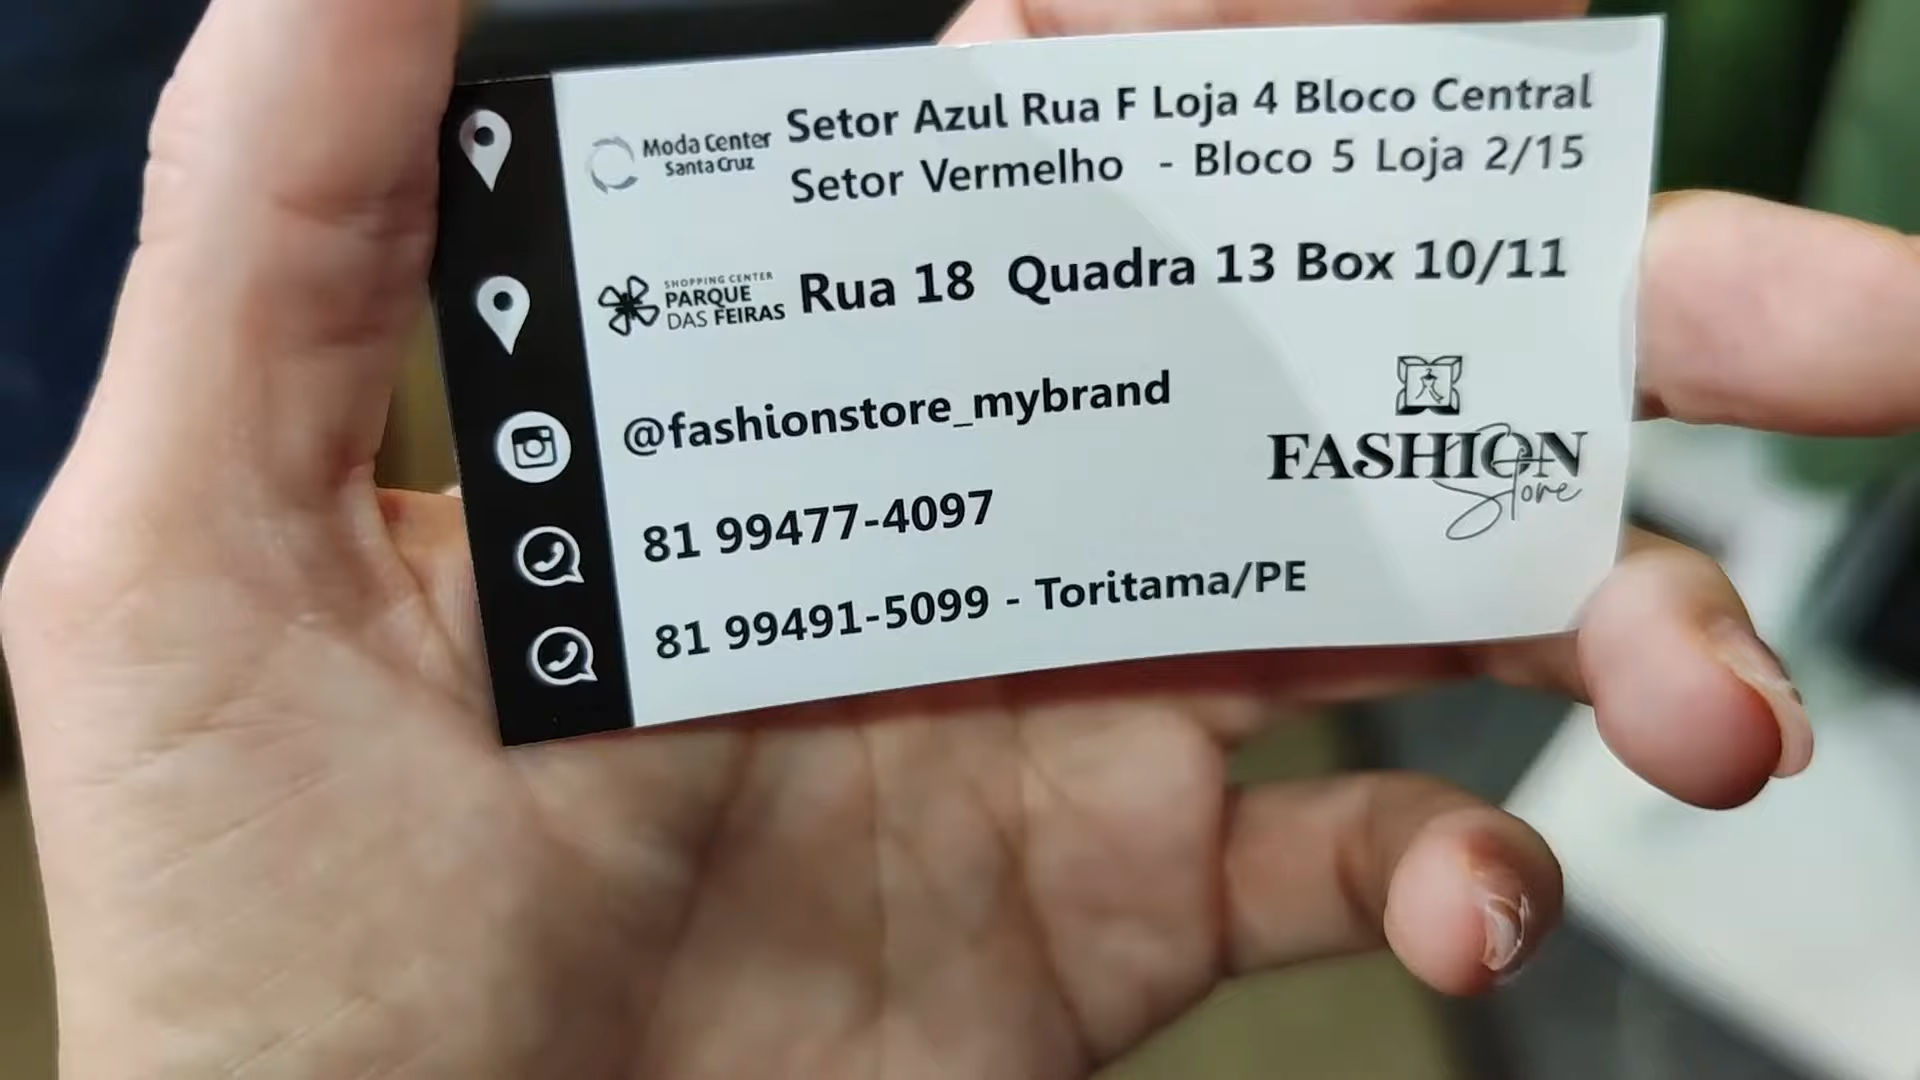 Moda Center
Santa Cruz
Setor Azul Rua F Loja 4 Bloco Central
Setor Vermelho - Bloco 5 Loja 2/15
SHOPPING CENTER
PARQUE
DAS FEIRAS
Rua 18 Quadra 13 Box 10/11
@fashionstore_mybrand
FASHION
Store
81 99477-4097
81 99491-5099 - Toritama/PE